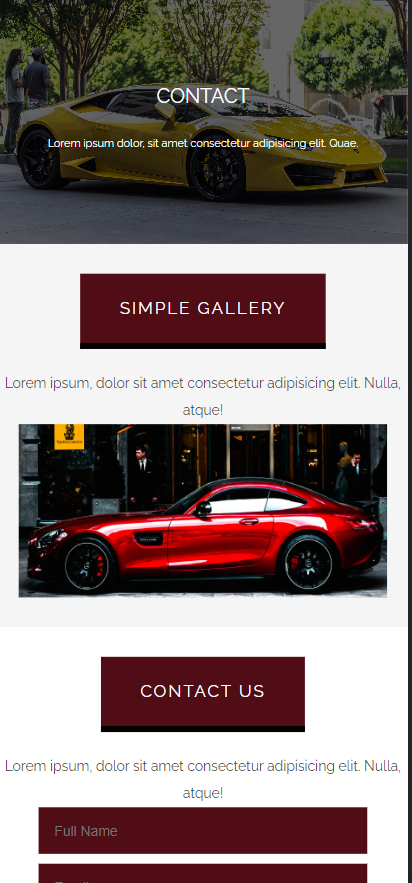 CONTACT
Lorem ipsum dolor, sit amet consectetur adipisicing elit. Quae.
SIMPLE GALLERY
Lorem ipsum, dolor sit amet consectetur adipisicing elit. Nulla,
atque!
CONTACT US
Lorem ipsum, dolor sit amet consectetur adipisicing elit. Nulla,
atque!
Full Name